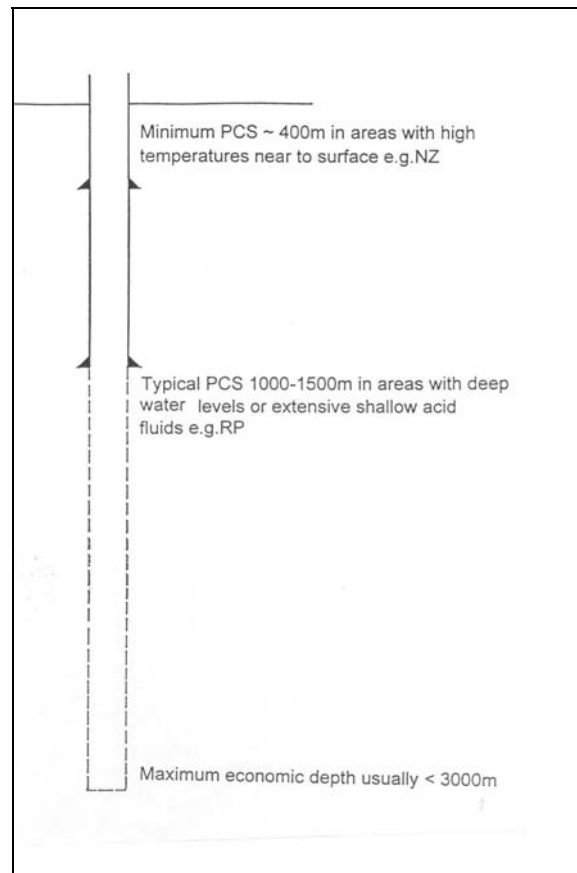 Minimum PCS ~ 400m in areas with high
temperatures near to surface e.g.NZ
Typical PCS 1000-1500m in areas with deep
water levels or extensive shallow acid
fluids e.g.RP
Maximum economic depth usually < 3000m